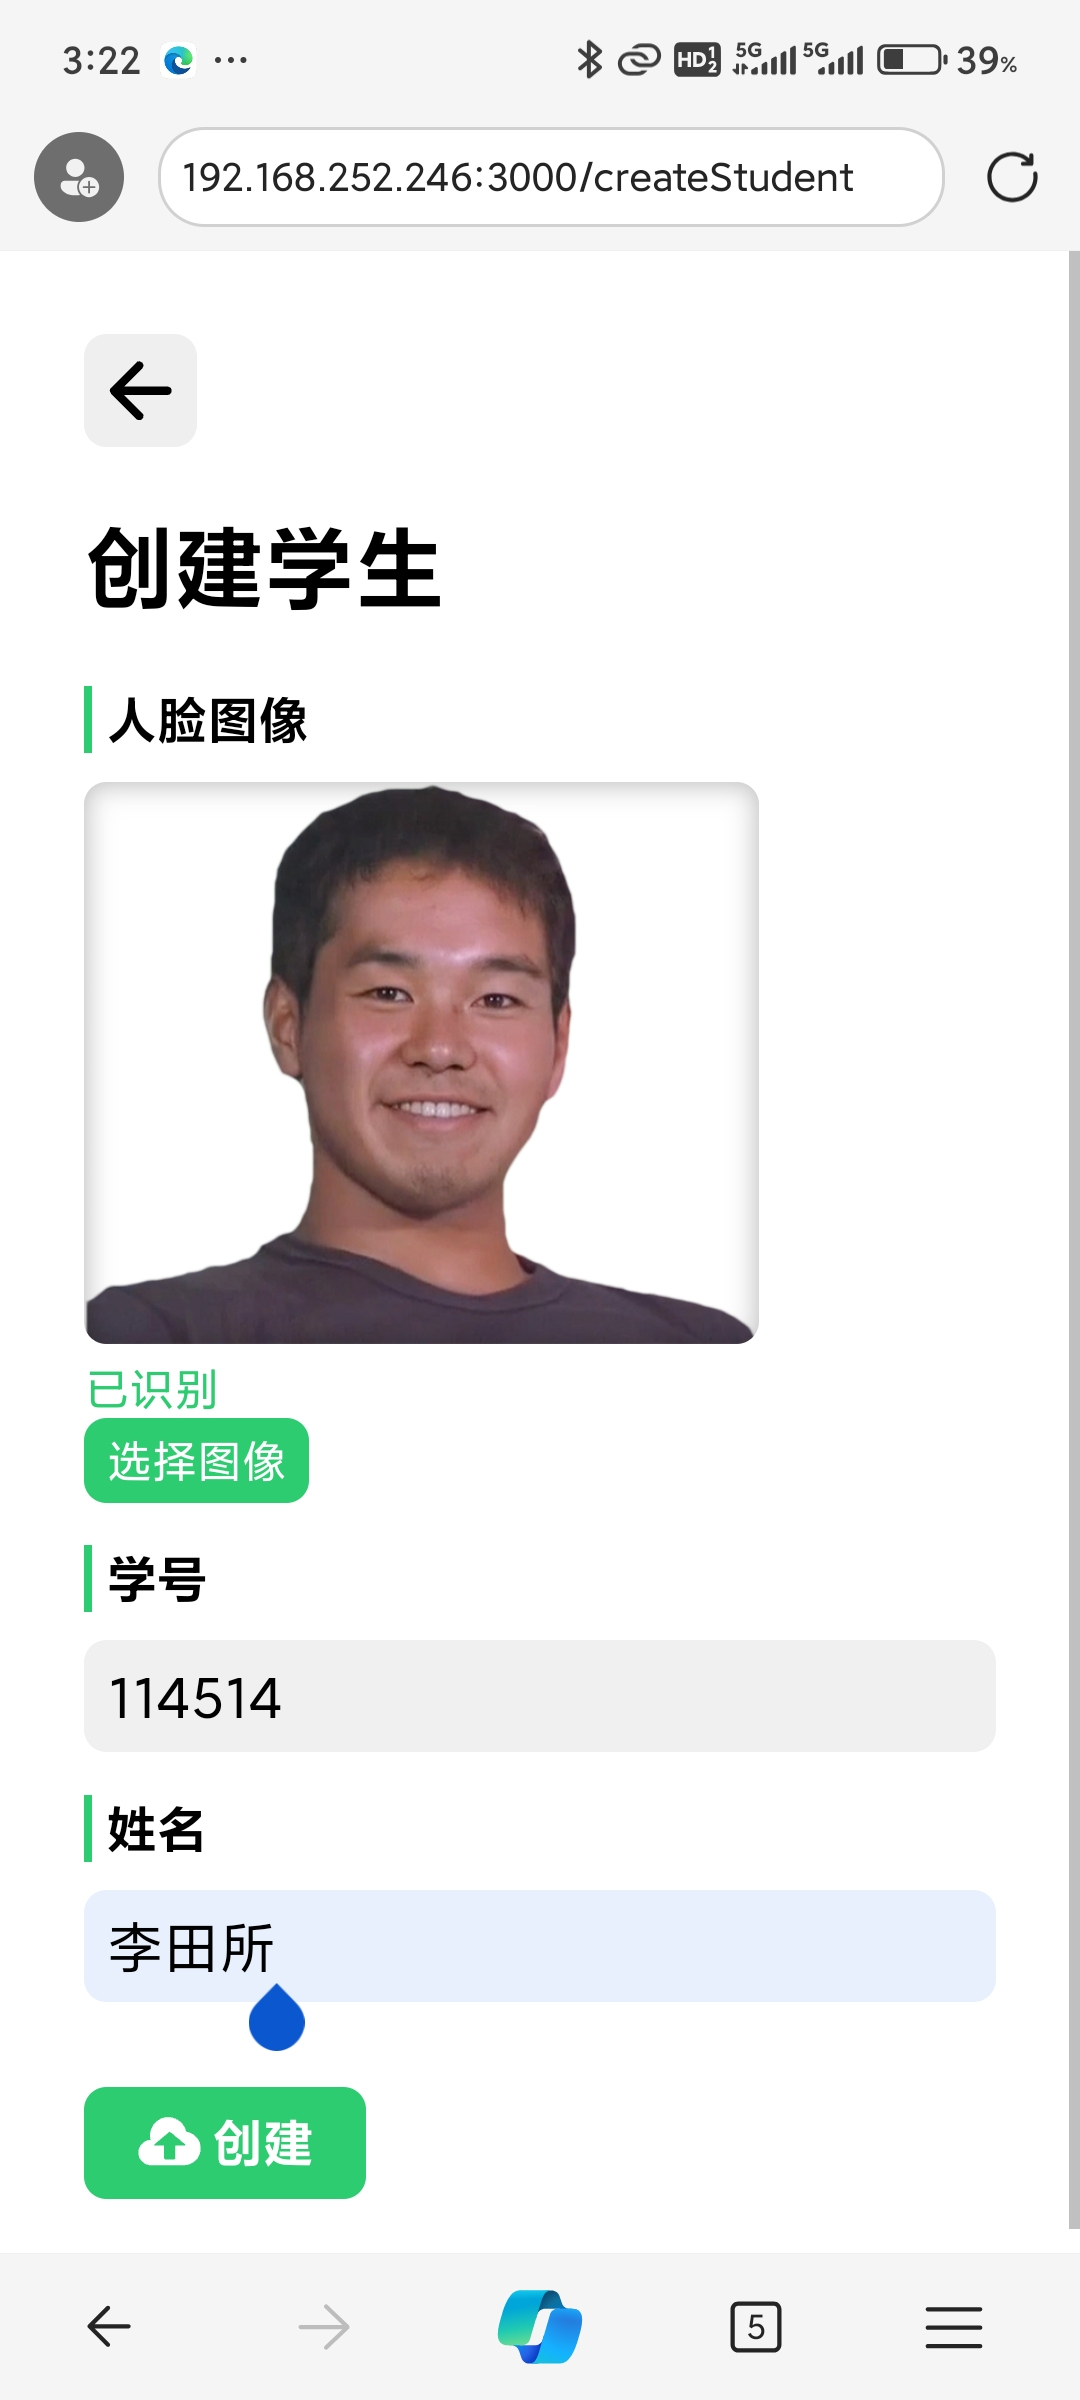 3:22 ... HD 1 2 5G 5G 39%
192.168.252.246:3000/createStudent
创建学生
人脸图像
已识别
选择图像
学号
114514
姓名
李田所
创建
5